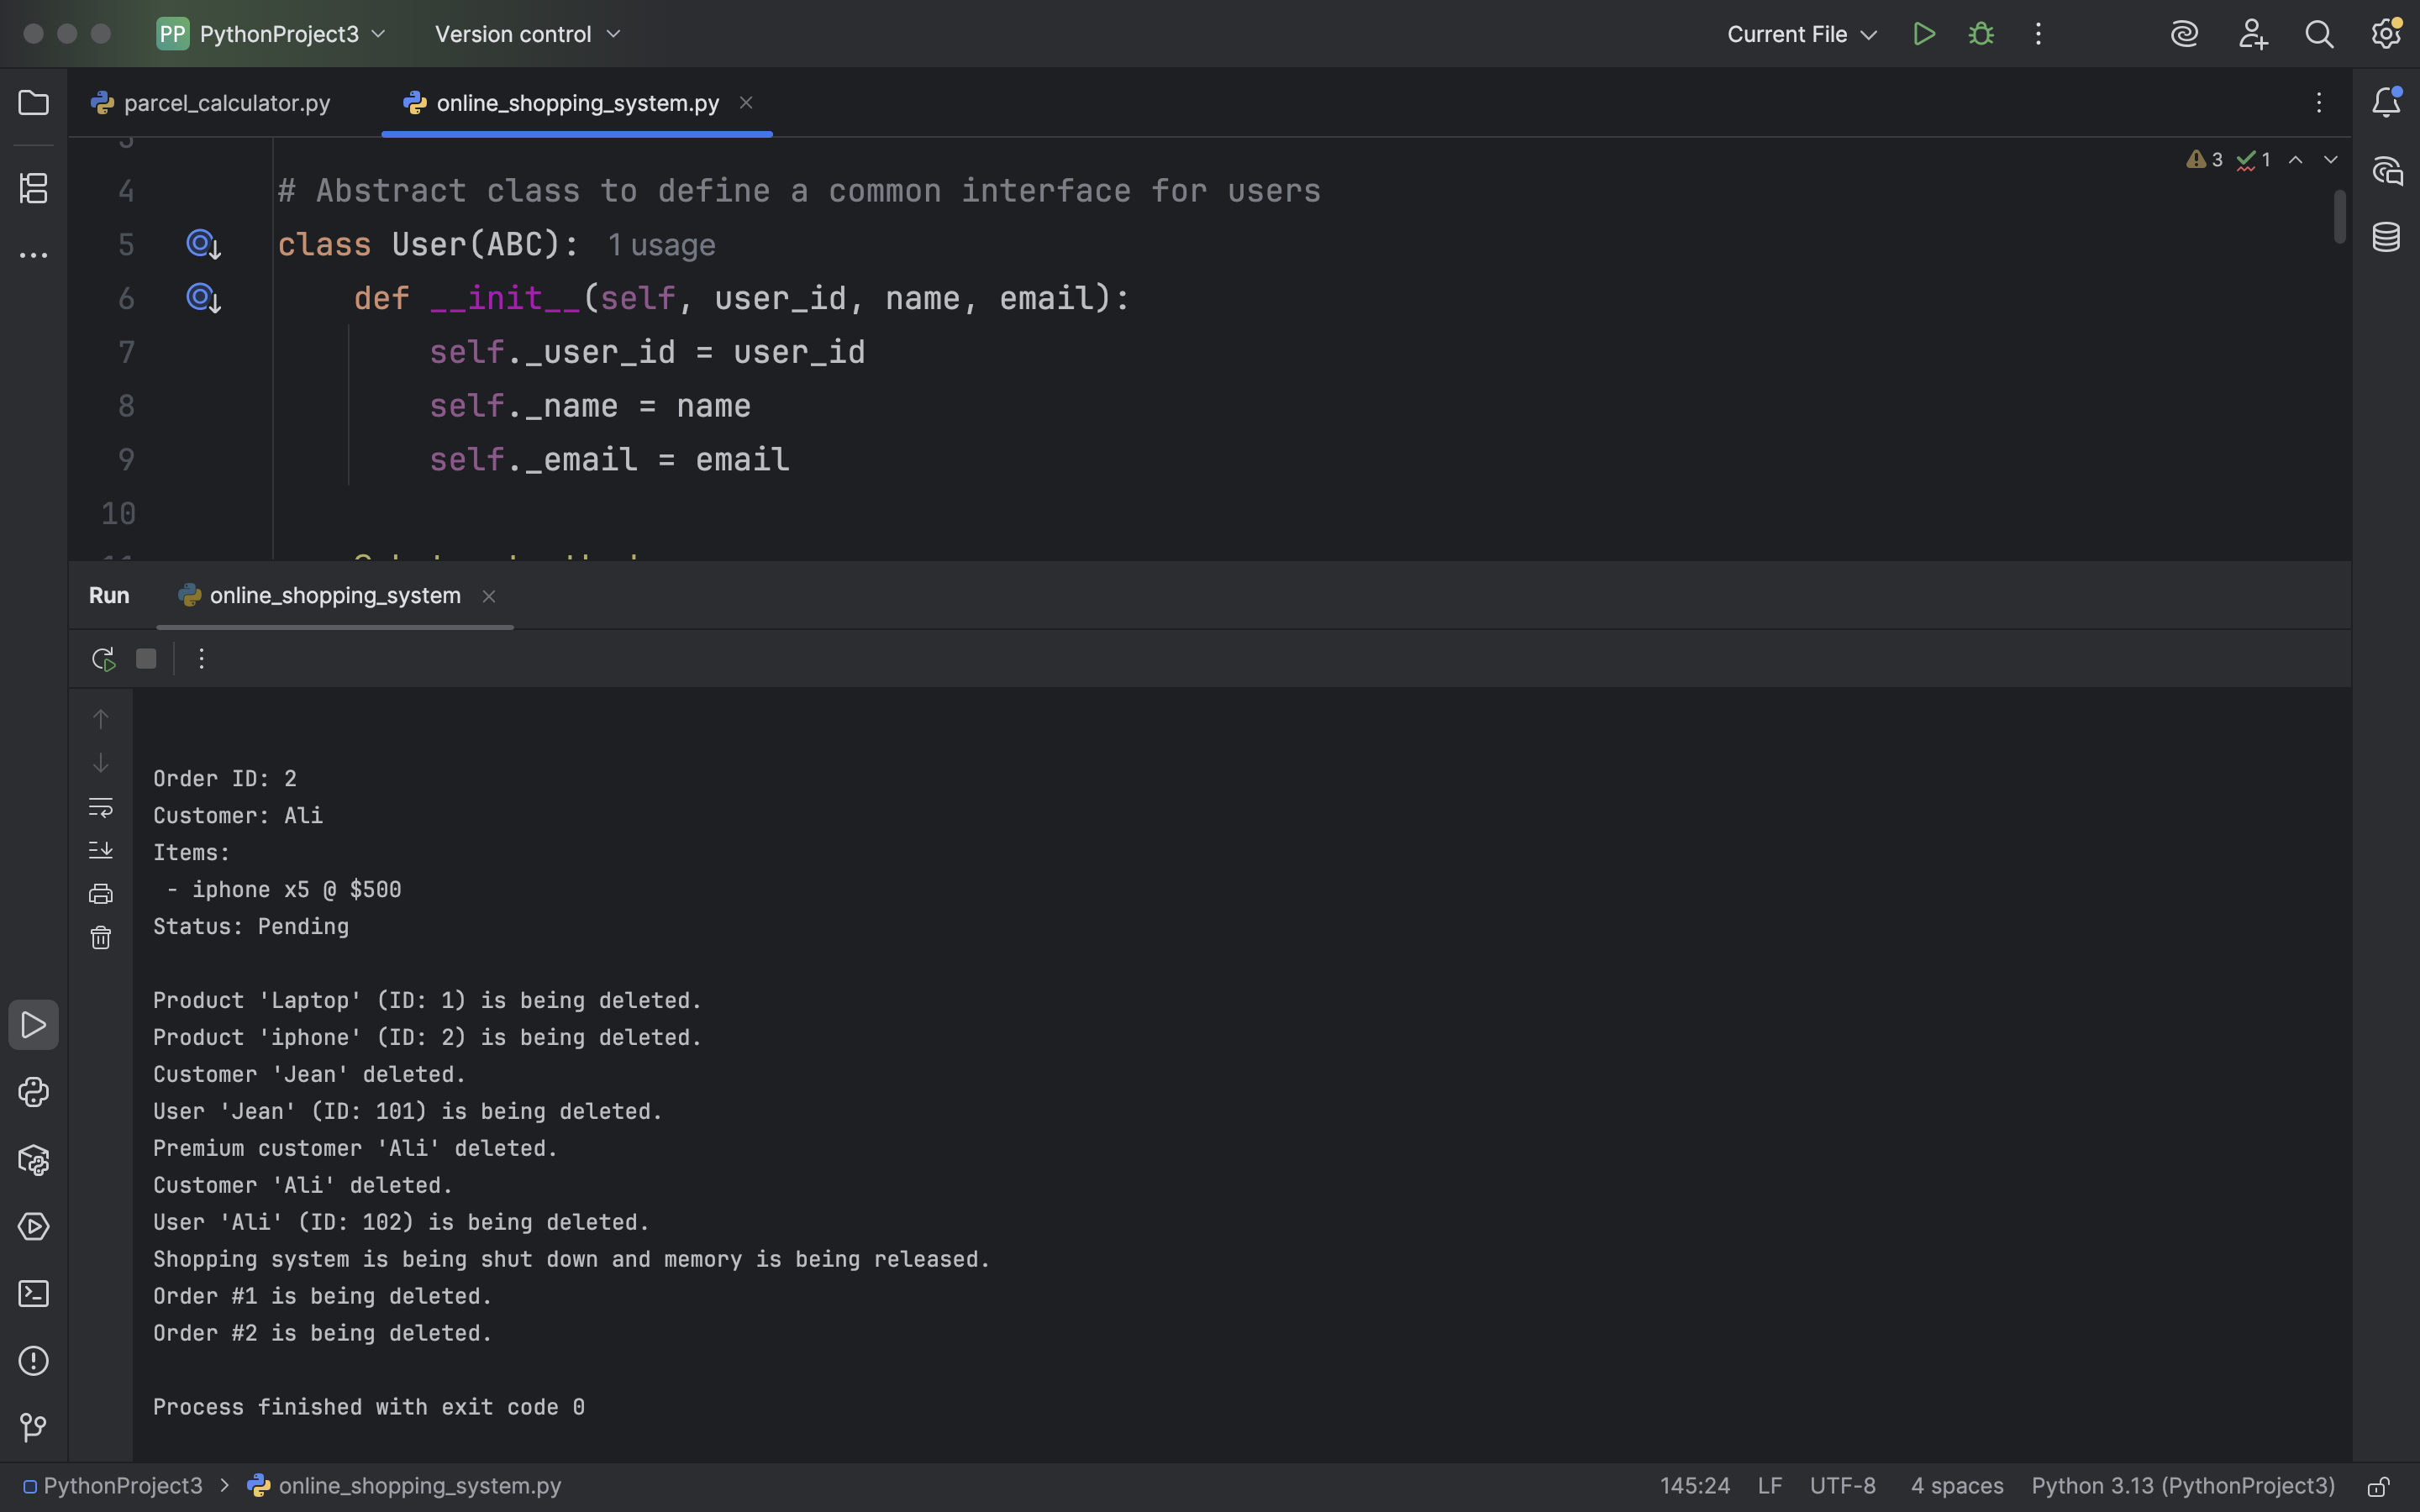 PP PythonProject3 Version control Current File
parcel_calculator.py online_shopping_system.py
3 1
4 # Abstract class to define a common interface for users
5 class User(ABC): 1 usage
6 def __init__(self, user_id, name, email):
7 self._user_id = user_id
8 self._name = name
9 self._email = email
10
Run online_shopping_system
Order ID: 2
Customer: Ali
Items:
- iphone x5 @ $500
Status: Pending
Product 'Laptop' (ID: 1) is being deleted.
Product 'iphone' (ID: 2) is being deleted.
Customer 'Jean' deleted.
User 'Jean' (ID: 101) is being deleted.
Premium customer 'Ali' deleted.
Customer 'Ali' deleted.
User 'Ali' (ID: 102) is being deleted.
Shopping system is being shut down and memory is being released.
Order #1 is being deleted.
Order #2 is being deleted.
Process finished with exit code 0
PythonProject3 > online_shopping_system.py 145:24 LF UTF-8 4 spaces Python 3.13 (PythonProject3)